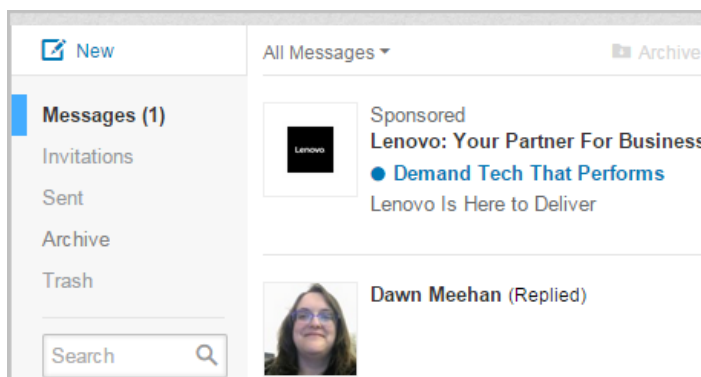 New
All Messages
Archive
Messages (1)
Invitations
Sent
Archive
Trash
Search
Lenovo
Sponsored
Lenovo: Your Partner For Business
Demand Tech That Performs
Lenovo Is Here to Deliver
Dawn Meehan (Replied)